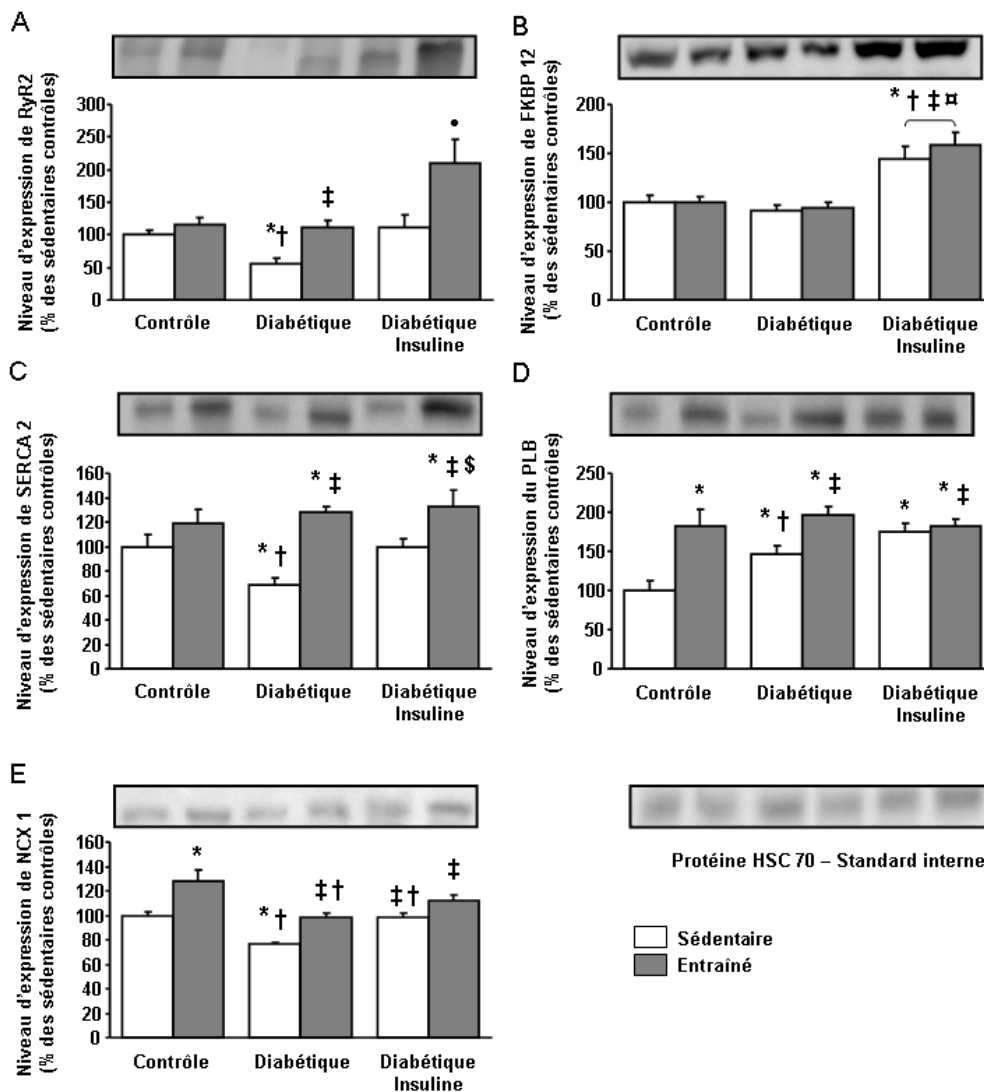 A
Niveau d'expression de RyR2
(% des sédentaires contrôles)
300
250
200
150
100
50
0
*†
‡
•
Contrôle
Diabétique
Diabétique
Insuline
B
Niveau d'expression de FKBP 12
(% des sédentaires contrôles)
200
150
100
50
0
* † ‡ ¤
Contrôle
Diabétique
Diabétique
Insuline
C
Niveau d'expression de SERCA 2
(% des sédentaires contrôles)
160
140
120
100
80
60
40
20
0
* †
* ‡
* ‡ $
Contrôle
Diabétique
Diabétique
Insuline
D
Niveau d'expression du PLB
(% des sédentaires contrôles)
250
200
150
100
50
0
*
* †
* ‡
*
* ‡
Contrôle
Diabétique
Diabétique
Insuline
E
Niveau d'expression de NCX 1
(% des sédentaires contrôles)
160
140
120
100
80
60
40
20
0
*
* †
‡ †
‡ †
‡
Contrôle
Diabétique
Diabétique
Insuline
Protéine HSC 70 – Standard interne
Sédentaire
Entraîné